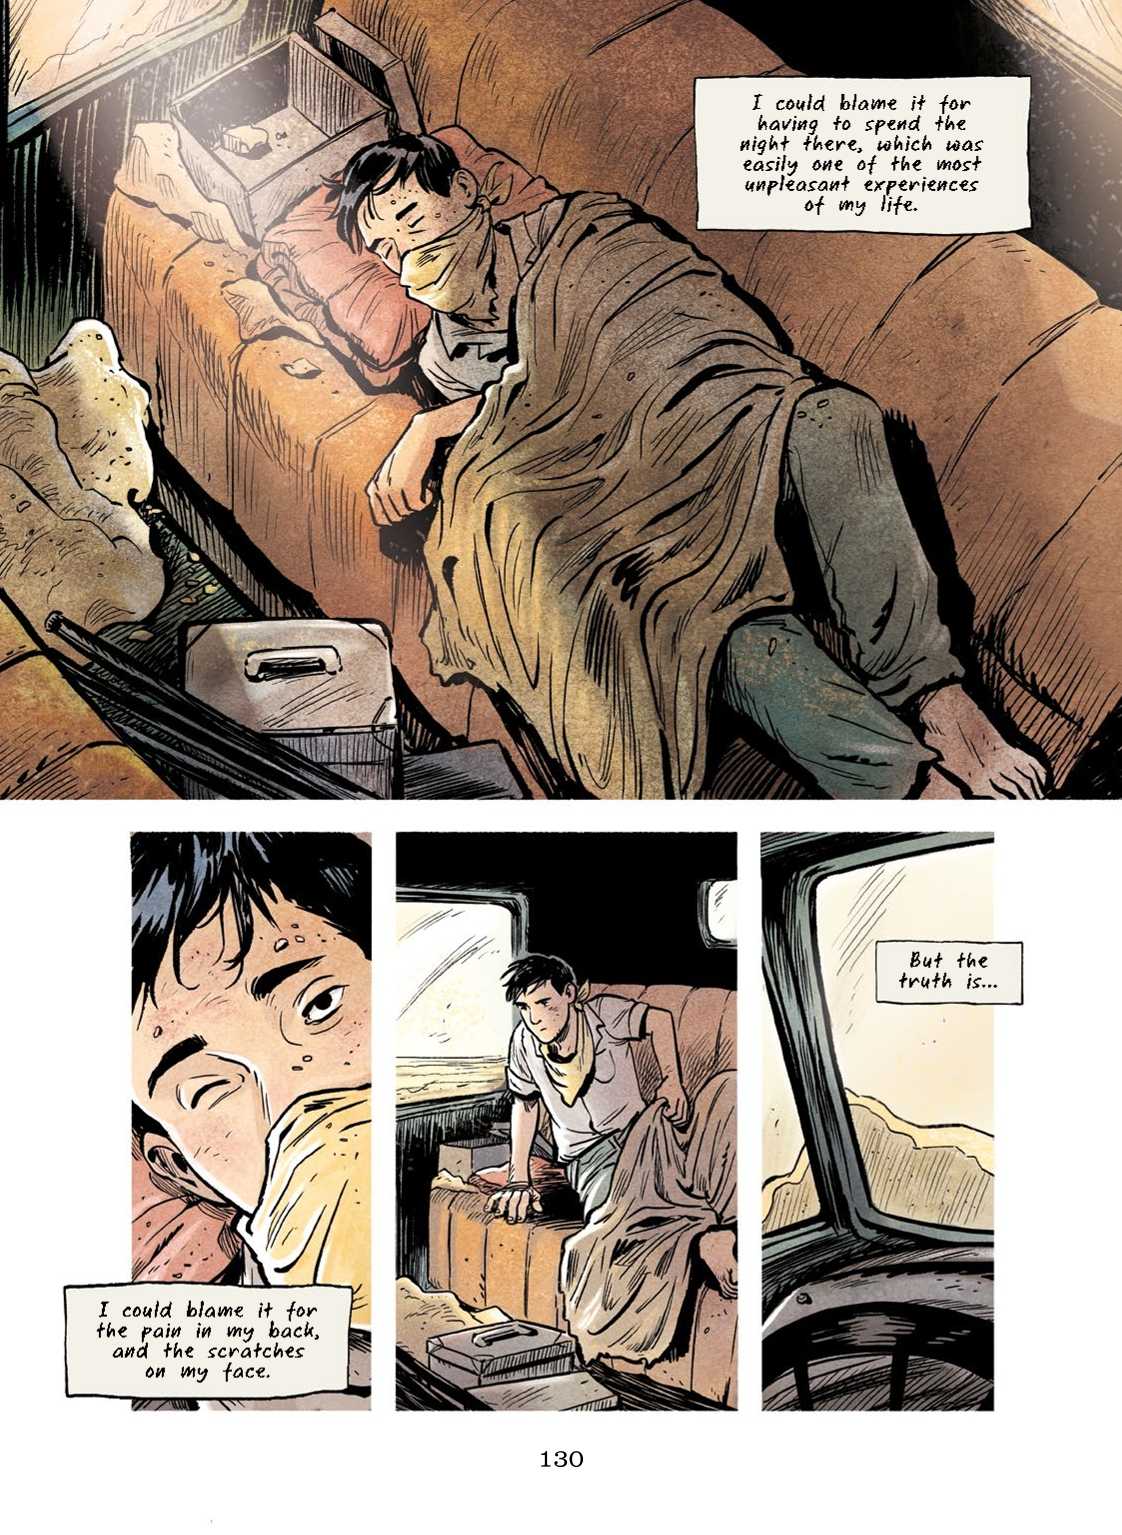 I could blame it for
having to spend the
night there, which was
easily one of the most
unpleasant experiences
of my life.
I could blame it for
the pain in my back,
and the scratches
on my face.
But the
truth is...
130